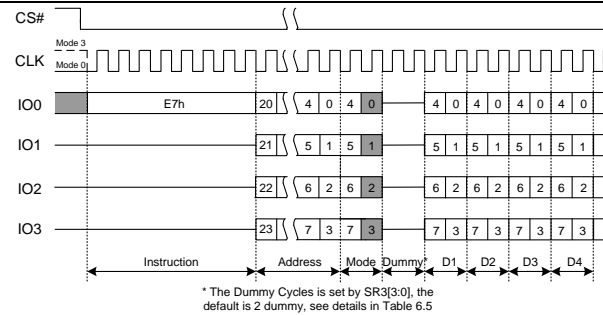 CS#
Mode 3
CLK
Mode 0
IO0 E7h 20 4 0 4 0 4 0 4 0 4 0 4 0
IO1 21 5 1 5 1 5 1 5 1 5 1 5 1
IO2 22 6 2 6 2 6 2 6 2 6 2 6 2
IO3 23 7 3 7 3 7 3 7 3 7 3 7 3
Instruction Address Mode Dummy* D1 D2 D3 D4
* The Dummy Cycles is set by SR3[3:0], the
default is 2 dummy, see details in Table 6.5